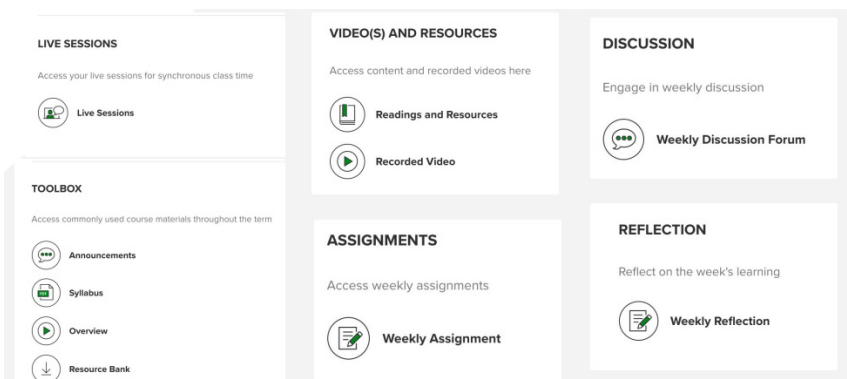 LIVE SESSIONS
Access your live sessions for synchronous class time
Live Sessions
TOOLBOX
Access commonly used course materials throughout the term
Announcements
Syllabus
Overview
Resource Bank
VIDEO(S) AND RESOURCES
Access content and recorded videos here
Readings and Resources
Recorded Video
ASSIGNMENTS
Access weekly assignments
Weekly Assignment
DISCUSSION
Engage in weekly discussion
Weekly Discussion Forum
REFLECTION
Reflect on the week's learning
Weekly Reflection